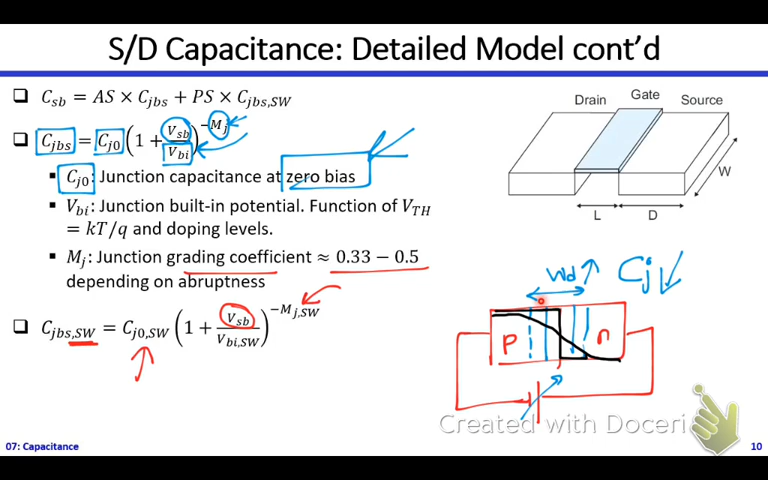 S/D Capacitance: Detailed Model cont'd
❑ C_sb = AS × C_jbs + PS × C_jbs,SW
❑ C_jbs = C_j0 (1 + V_sb / V_bi)^−M_j
▪ C_j0: Junction capacitance at zero bias
▪ V_bi: Junction built-in potential. Function of V_TH
= kT/q and doping levels.
▪ M_j: Junction grading coefficient ≈ 0.33 − 0.5
depending on abruptness
❑ C_jbs,SW = C_j0,SW (1 + V_sb / V_bi,SW)^−M_j,SW
Drain Gate Source
W
L D
Wd↑ Cj↓
p n
Created with Doceri
07: Capacitance
10